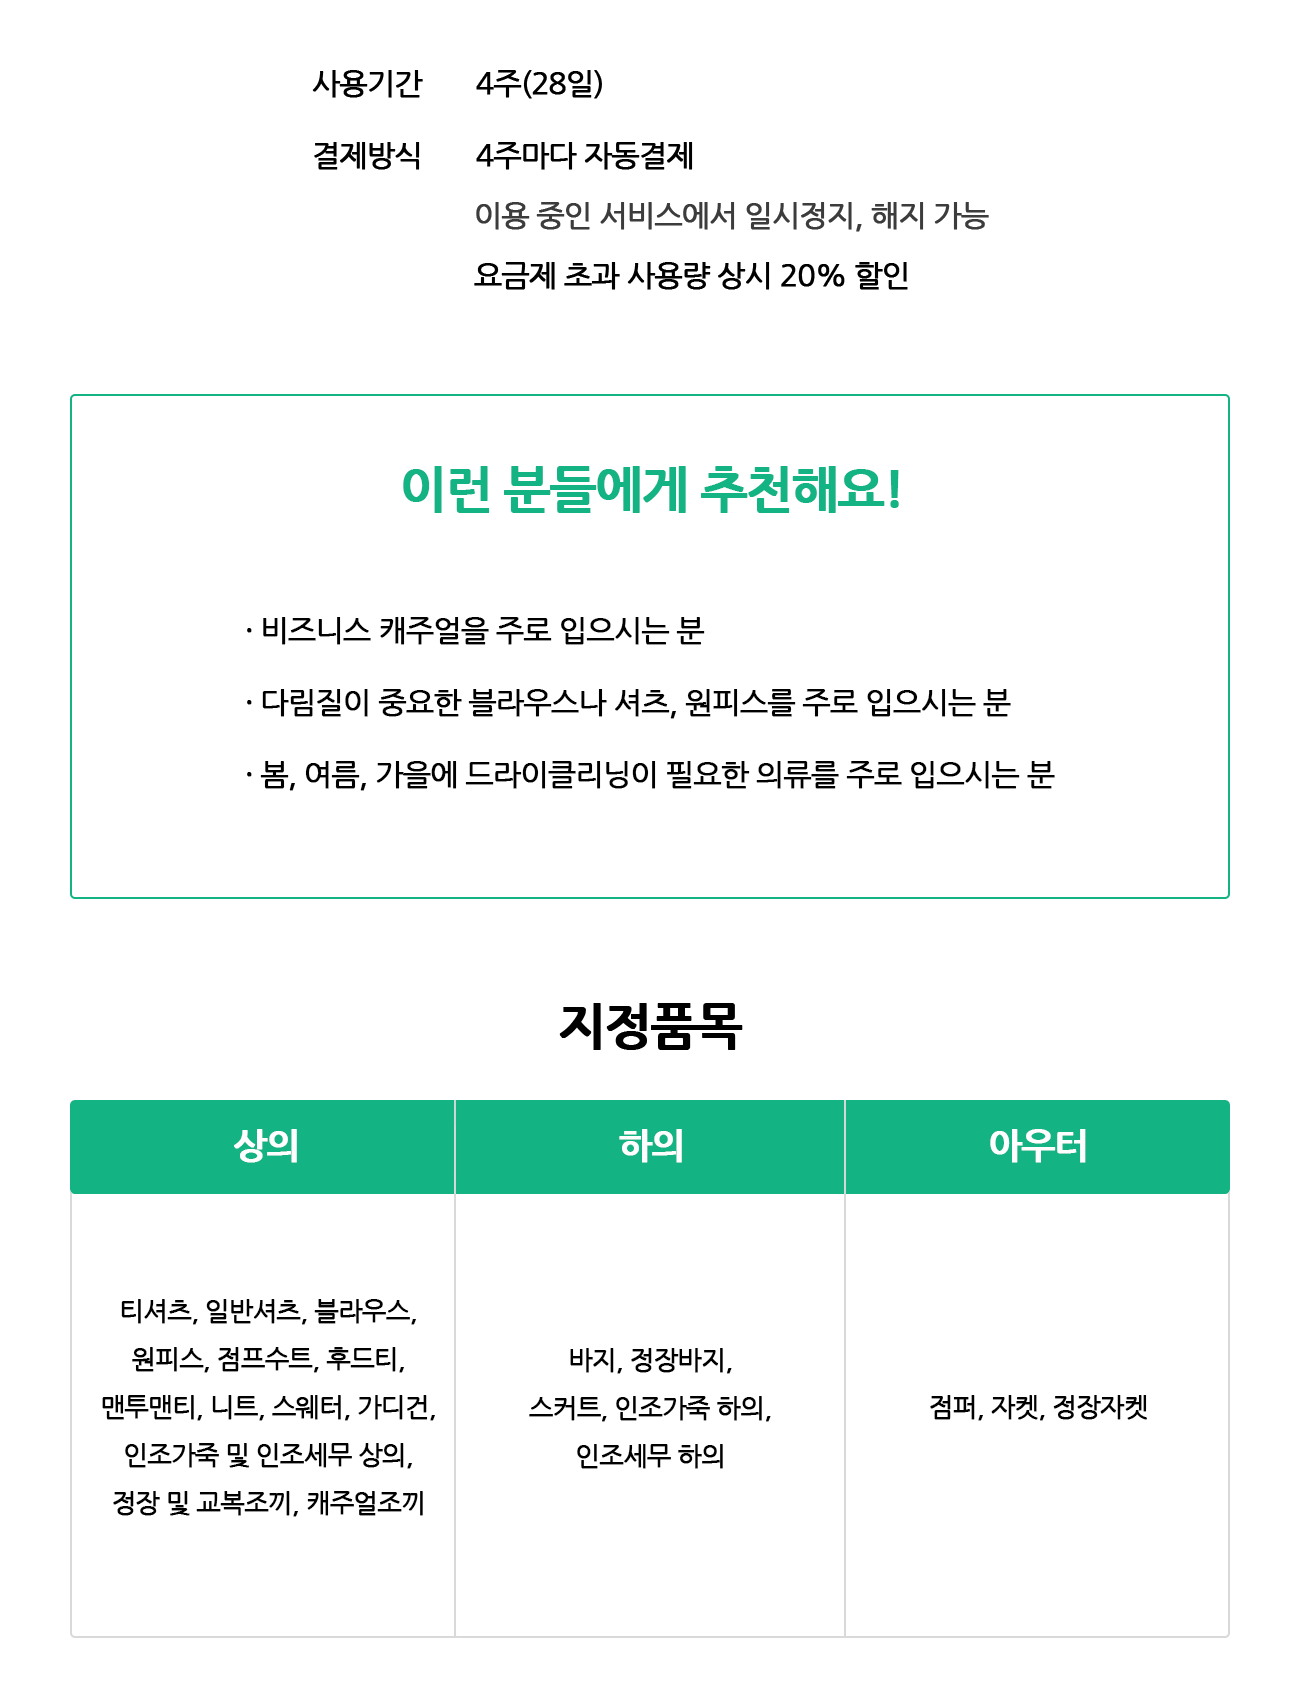 사용기간 4주(28일)
결제방식 4주마다 자동결제
이용 중인 서비스에서 일시정지, 해지 가능
요금제 초과 사용량 상시 20% 할인
이런 분들에게 추천해요!
· 비즈니스 캐주얼을 주로 입으시는 분
· 다림질이 중요한 블라우스나 셔츠, 원피스를 주로 입으시는 분
· 봄, 여름, 가을에 드라이클리닝이 필요한 의류를 주로 입으시는 분
지정품목
상의 하의 아우터
티셔츠, 일반셔츠, 블라우스,
원피스, 점프수트, 후드티,
맨투맨티, 니트, 스웨터, 가디건,
인조가죽 및 인조세무 상의,
정장 및 교복조끼, 캐주얼조끼
바지, 정장바지,
스커트, 인조가죽 하의,
인조세무 하의
점퍼, 자켓, 정장자켓